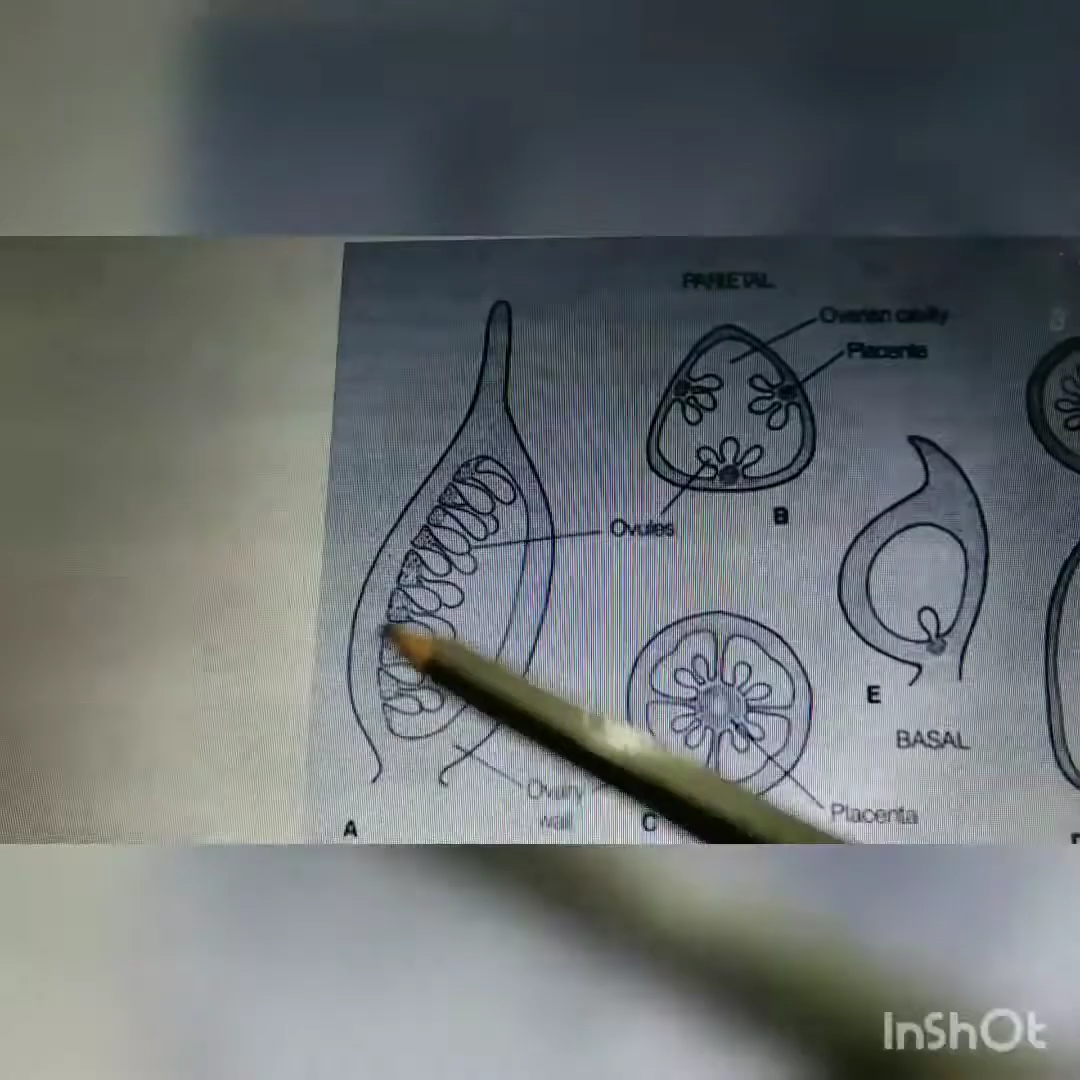 PARIETAL
Ovarian cavity
Placenta
Ovules
B
E
BASAL
Ovary
wall
Placenta
A
C
InShOt